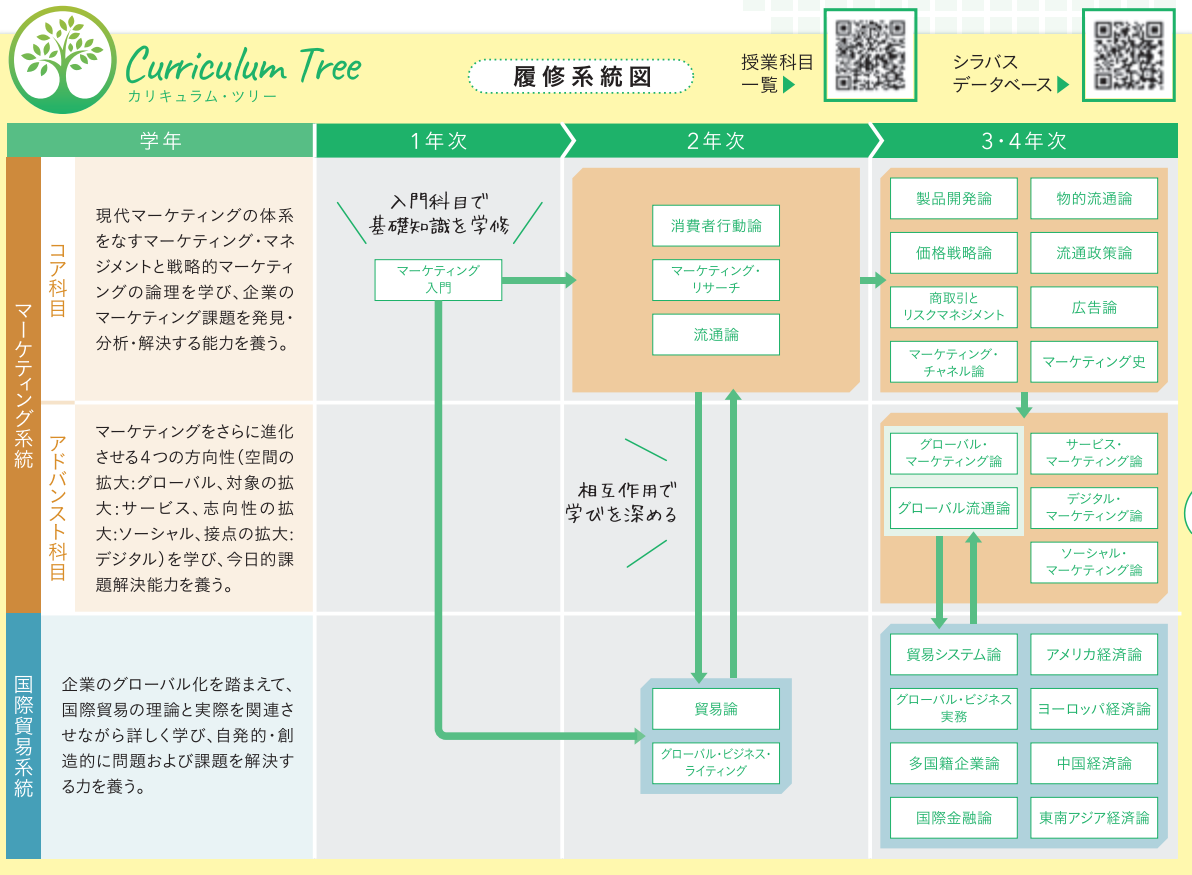 Curriculum Tree
カリキュラム・ツリー
履修系統図
授業科目
一覧▶
シラバス
データベース▶
学年
1年次
2年次
3・4年次
マーケティング系統
コア科目
現代マーケティングの体系
をなすマーケティング・マネ
ジメントと戦略的マーケティ
ングの論理を学び、企業の
マーケティング課題を発見・
分析・解決する能力を養う。
入門科目で
基礎知識を学修
マーケティング
入門
消費者行動論
マーケティング・
リサーチ
流通論
製品開発論
物的流通論
価格戦略論
流通政策論
商取引と
リスクマネジメント
広告論
マーケティング・
チャネル論
マーケティング史
アドバンスト科目
マーケティングをさらに進化
させる4つの方向性(空間の
拡大:グローバル、対象の拡
大:サービス、志向性の拡
大:ソーシャル、接点の拡大:
デジタル)を学び、今日的課
題解決能力を養う。
相互作用で
学びを深める
グローバル・
マーケティング論
サービス・
マーケティング論
グローバル流通論
デジタル・
マーケティング論
ソーシャル・
マーケティング論
国際貿易系統
企業のグローバル化を踏まえて、
国際貿易の理論と実際を関連さ
せながら詳しく学び、自発的・創
造的に問題および課題を解決す
る力を養う。
貿易論
グローバル・ビジネス・
ライティング
貿易システム論
アメリカ経済論
グローバル・ビジネス
実務
ヨーロッパ経済論
多国籍企業論
中国経済論
国際金融論
東南アジア経済論